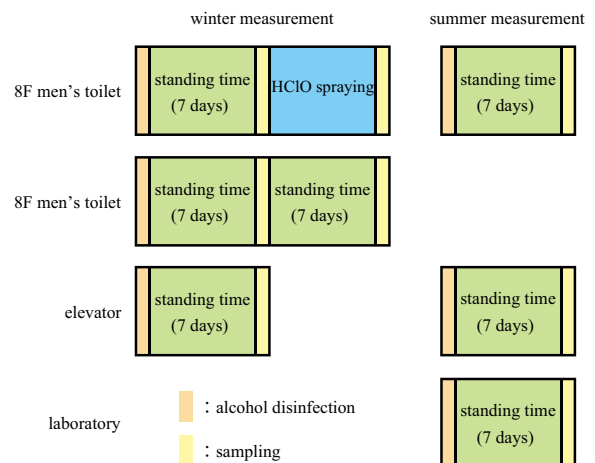 winter measurement
summer measurement
8F men's toilet
standing time
(7 days)
HClO spraying
standing time
(7 days)
8F men's toilet
standing time
(7 days)
standing time
(7 days)
elevator
standing time
(7 days)
standing time
(7 days)
laboratory
: alcohol disinfection
: sampling
standing time
(7 days)